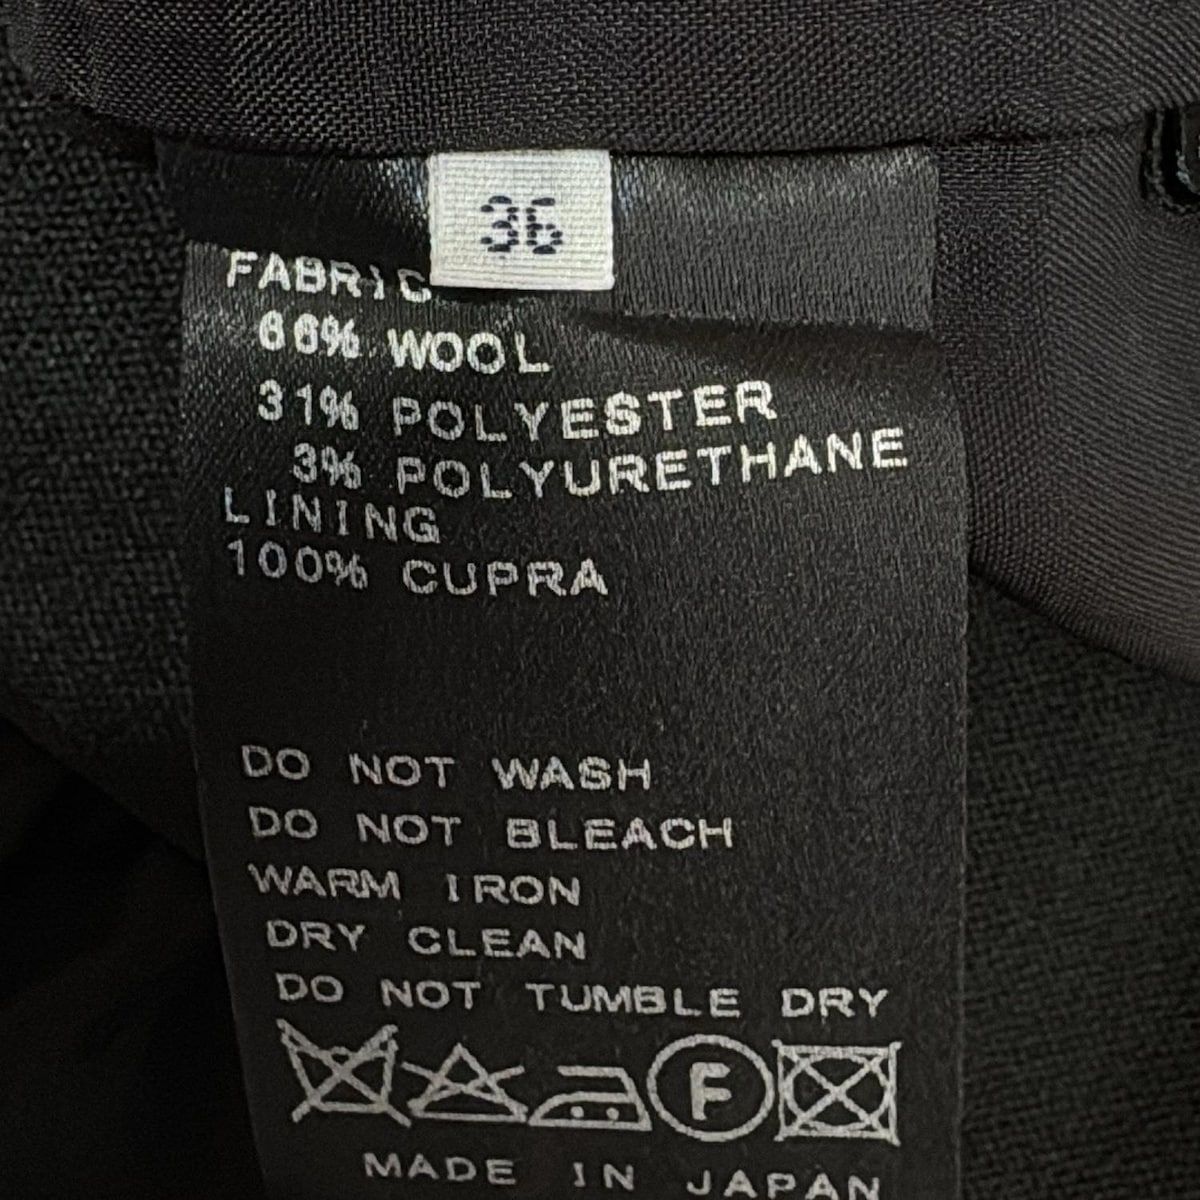 36
FABRIC
66% WOOL
31% POLYESTER
3% POLYURETHANE
LINING
100% CUPRA
DO NOT WASH
DO NOT BLEACH
WARM IRON
DRY CLEAN
DO NOT TUMBLE DRY
F
MADE IN JAPAN